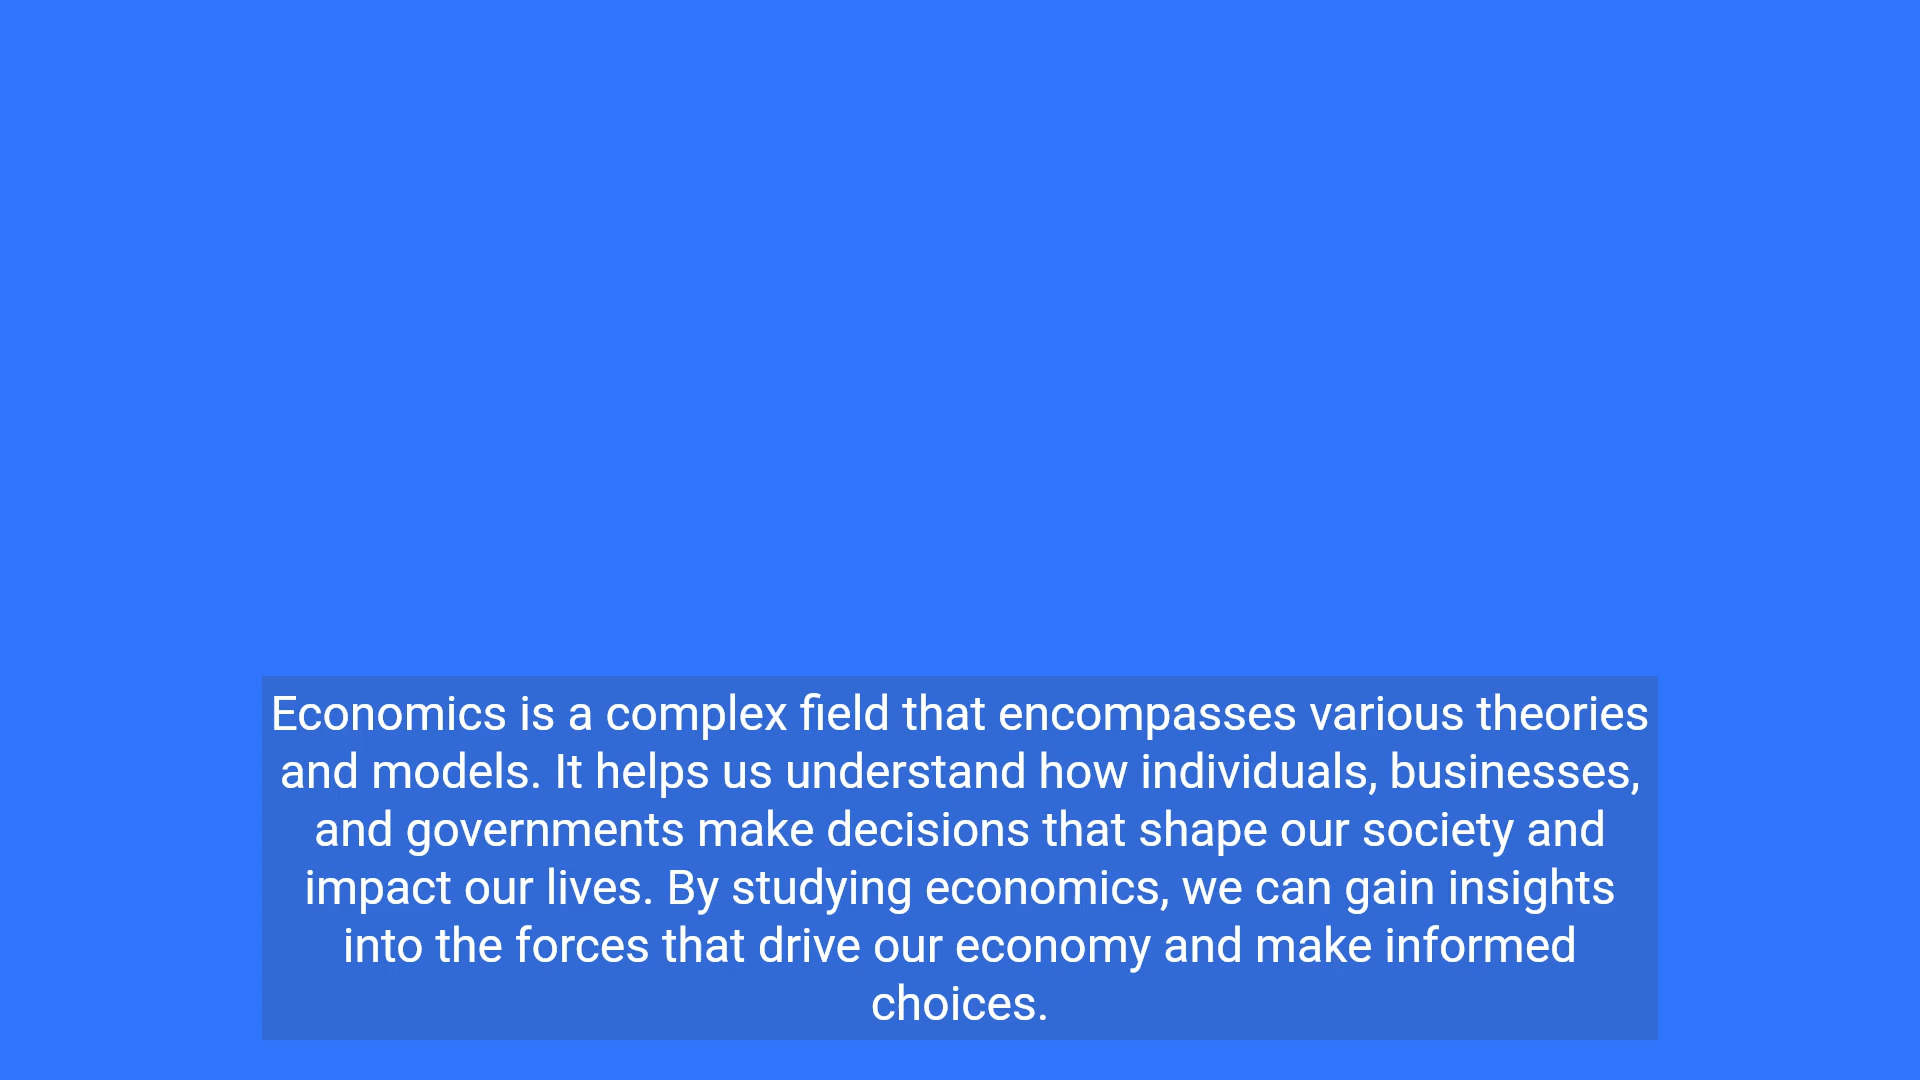 Economics is a complex field that encompasses various theories
and models. It helps us understand how individuals, businesses,
and governments make decisions that shape our society and
impact our lives. By studying economics, we can gain insights
into the forces that drive our economy and make informed
choices.